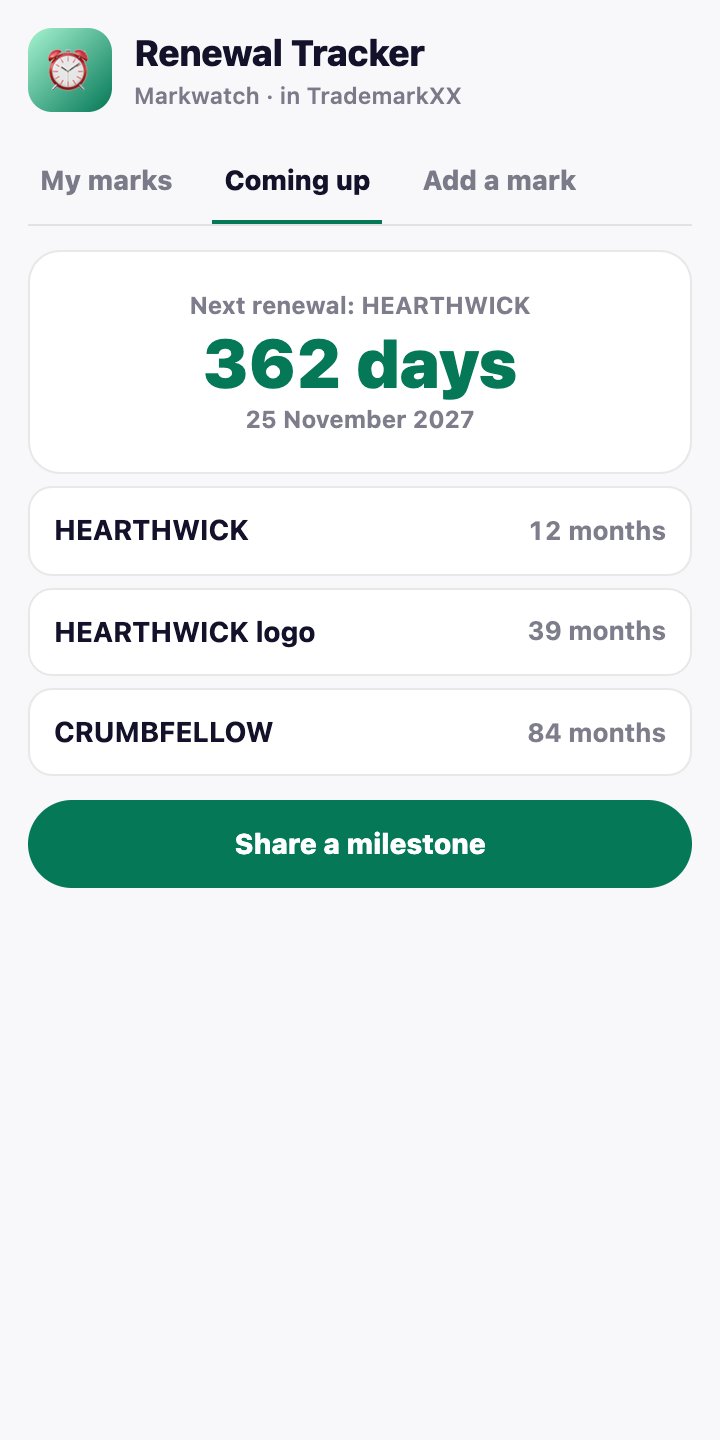 Renewal Tracker
Markwatch · in TrademarkXX
My marks
Coming up
Add a mark
Next renewal: HEARTHWICK
362 days
25 November 2027
HEARTHWICK
12 months
HEARTHWICK logo
39 months
CRUMBFELLOW
84 months
Share a milestone